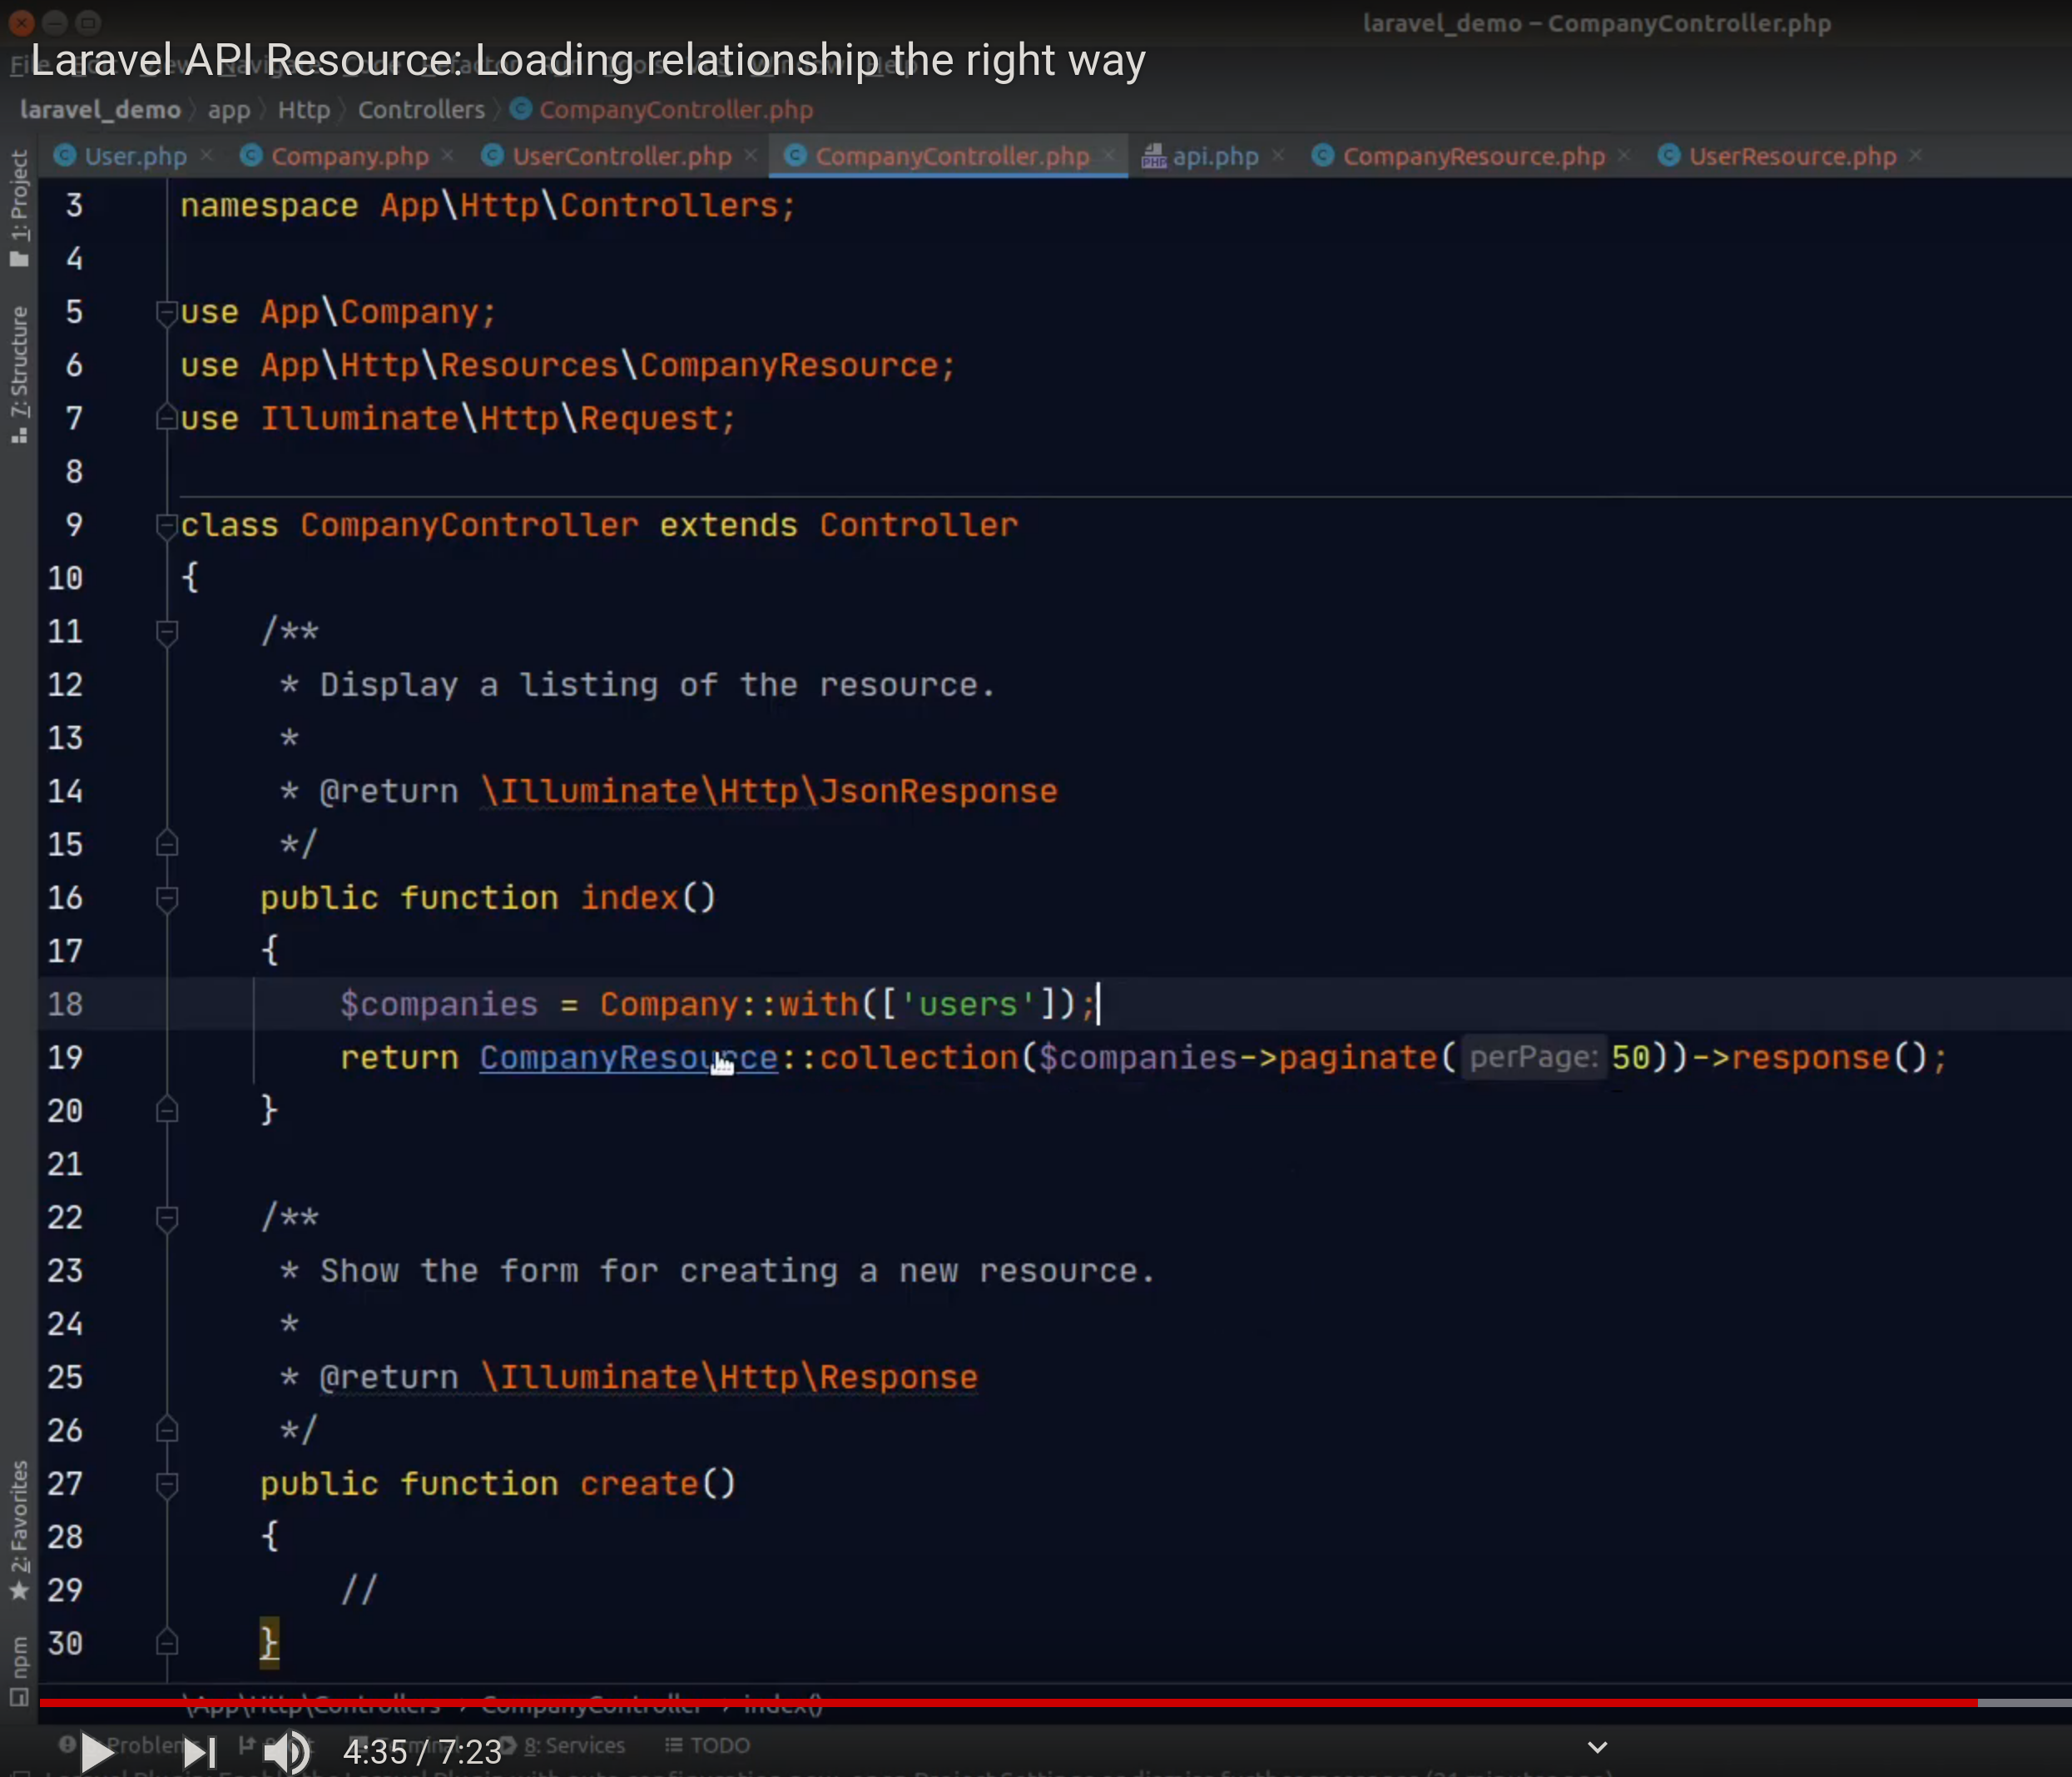 laravel_demo – CompanyController.php
Laravel API Resource: Loading relationship the right way
laravel_demo app Http Controllers CompanyController.php
User.php Company.php UserController.php CompanyController.php api.php CompanyResource.php UserResource.php
1: Project
7: Structure
2: Favorites
npm
3 namespace App\Http\Controllers;
4
5 use App\Company;
6 use App\Http\Resources\CompanyResource;
7 use Illuminate\Http\Request;
8
9 class CompanyController extends Controller
10 {
11 /**
12 * Display a listing of the resource.
13 *
14 * @return \Illuminate\Http\JsonResponse
15 */
16 public function index()
17 {
18 $companies = Company::with(['users']);
19 return CompanyResource::collection($companies->paginate( perPage: 50))->response();
20 }
21
22 /**
23 * Show the form for creating a new resource.
24 *
25 * @return \Illuminate\Http\Response
26 */
27 public function create()
28 {
29 //
30 }
\App\Http\Controllers › CompanyController › index()
4:35 / 7:23 8: Services TODO